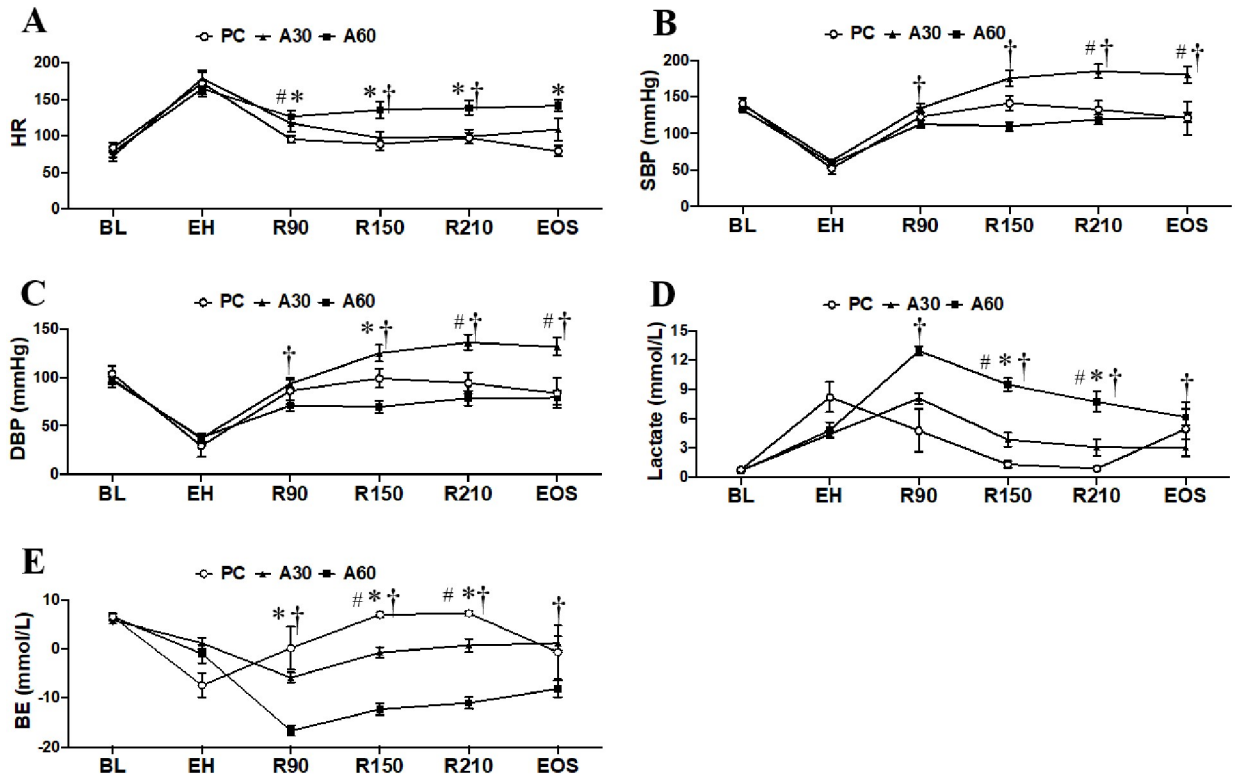 A
PC A30 A60
HR
200
150
100
50
0
# * * † * † *
BL EH R90 R150 R210 EOS
B
PC A30 A60
SBP (mmHg)
200
150
100
50
0
† † # † # †
BL EH R90 R150 R210 EOS
C
PC A30 A60
DBP (mmHg)
150
100
50
0
† * † # † # †
BL EH R90 R150 R210 EOS
D
PC A30 A60
Lactate (mmol/L)
15
12
9
6
3
0
† # * † # * † †
BL EH R90 R150 R210 EOS
E
PC A30 A60
BE (mmol/L)
10
0
-10
-20
* † # * † # * † †
BL EH R90 R150 R210 EOS